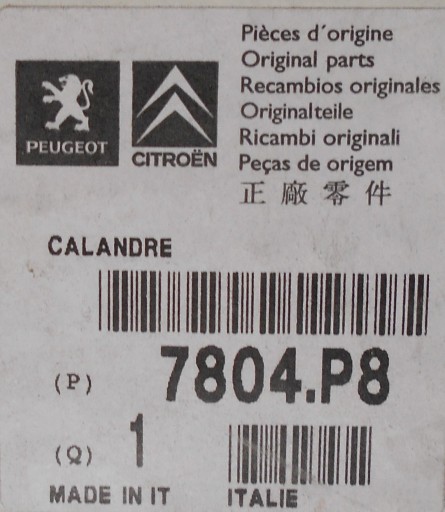 Pièces d´origine
Original parts
Recambios originales
Originalteile
Ricambi originali
Peças de origem
正廠零件
PEUGEOT
CITROËN
CALANDRE
(P) 7804.P8
(Q) 1
MADE IN IT ITALIE